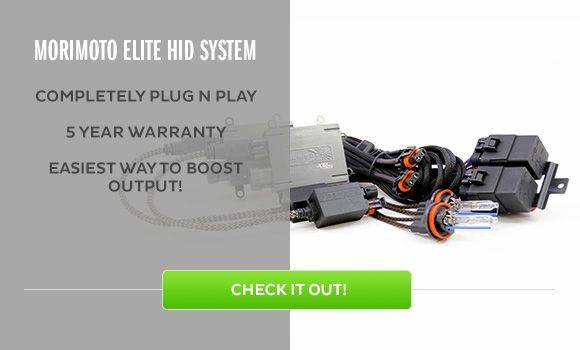 MORIMOTO ELITE HID SYSTEM
COMPLETELY PLUG N PLAY
5 YEAR WARRANTY
EASIEST WAY TO BOOST
OUTPUT!
CHECK IT OUT!